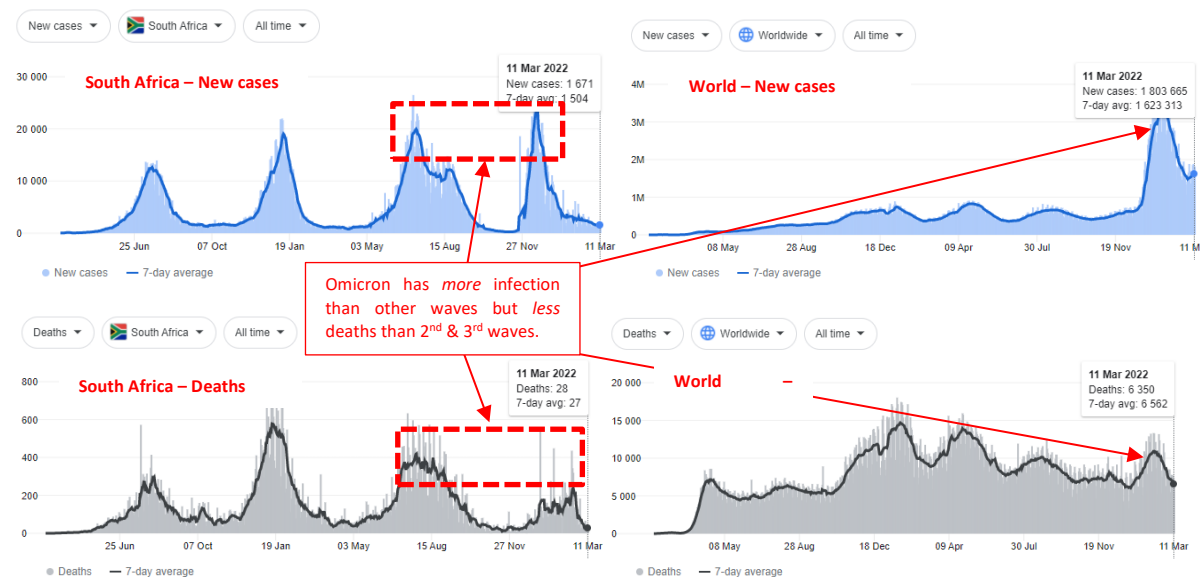 New cases
South Africa
All time
South Africa – New cases
11 Mar 2022
New cases: 1 671
7-day avg: 1 504
30 000
20 000
10 000
0
25 Jun 07 Oct 19 Jan 03 May 15 Aug 27 Nov 11 Mar
New cases 7-day average
New cases
Worldwide
All time
World – New cases
11 Mar 2022
New cases: 1 803 665
7-day avg: 1 623 313
4M
3M
2M
1M
0
08 May 28 Aug 18 Dec 09 Apr 30 Jul 19 Nov 11 M
New cases 7-day average
Omicron has more infection
than other waves but less
deaths than 2nd & 3rd waves.
Deaths
South Africa
All time
South Africa – Deaths
11 Mar 2022
Deaths: 28
7-day avg: 27
800
600
400
200
0
25 Jun 07 Oct 19 Jan 03 May 15 Aug 27 Nov 11 Mar
Deaths 7-day average
Deaths
Worldwide
All time
World –
11 Mar 2022
Deaths: 6 350
7-day avg: 6 562
20 000
15 000
10 000
5 000
0
08 May 28 Aug 18 Dec 09 Apr 30 Jul 19 Nov 11 Mar
Deaths 7-day average